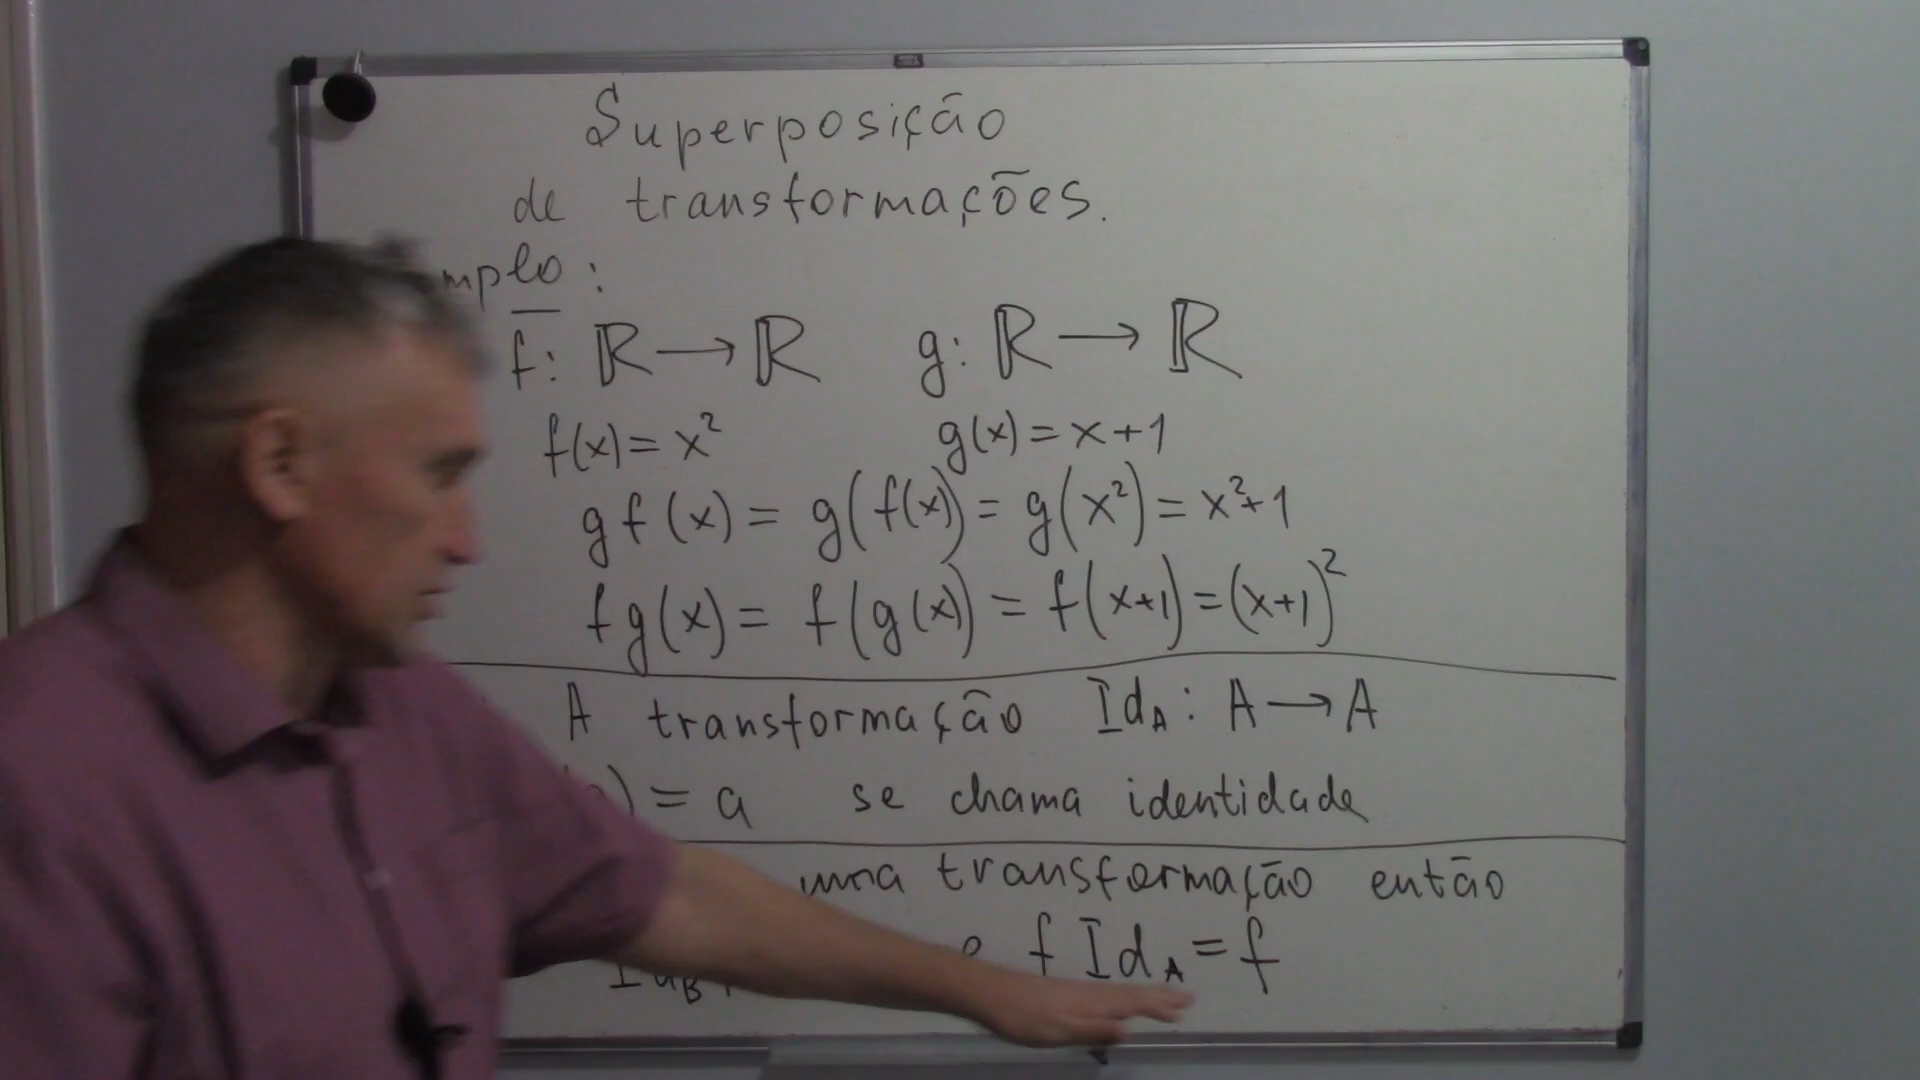 Superposição
de transformações.
mplo:
f: ℝ → ℝ g: ℝ → ℝ
f(x) = x² g(x) = x+1
gf(x) = g(f(x)) = g(x²) = x²+1
fg(x) = f(g(x)) = f(x+1) = (x+1)²
A transformação Id_A : A → A
) = a se chama identidade
uma transformação então
e f Id_A = f